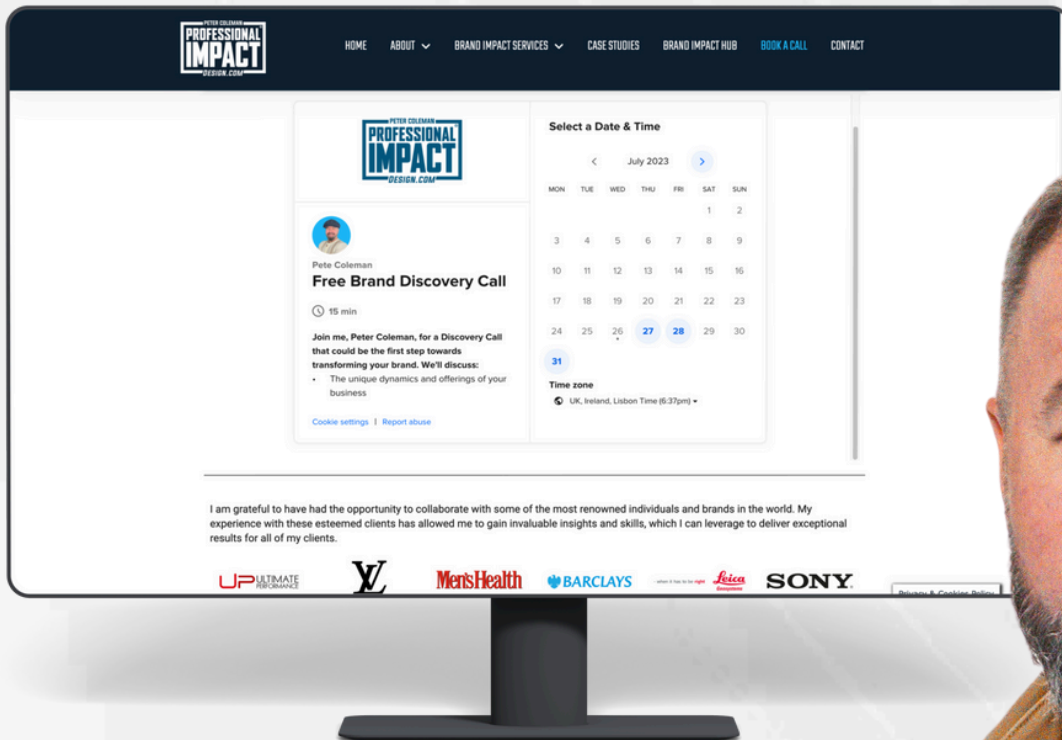 PETER COLEMAN
PROFESSIONAL
IMPACT
DESIGN.COM
HOME ABOUT BRAND IMPACT SERVICES CASE STUDIES BRAND IMPACT HUB BOOK A CALL CONTACT
PETER COLEMAN
PROFESSIONAL
IMPACT
DESIGN.COM
Pete Coleman
Free Brand Discovery Call
15 min
Join me, Peter Coleman, for a Discovery Call
that could be the first step towards
transforming your brand. We'll discuss:
• The unique dynamics and offerings of your
business
Cookie settings | Report abuse
Select a Date & Time
July 2023
MON TUE WED THU FRI SAT SUN
1 2
3 4 5 6 7 8 9
10 11 12 13 14 15 16
17 18 19 20 21 22 23
24 25 26 27 28 29 30
31
Time zone
UK, Ireland, Lisbon Time (6:37pm)
I am grateful to have had the opportunity to collaborate with some of the most renowned individuals and brands in the world. My
experience with these esteemed clients has allowed me to gain invaluable insights and skills, which I can leverage to deliver exceptional
results for all of my clients.
UP ULTIMATE
PERFORMANCE
LV
Men'sHealth
BARCLAYS
- when it has to be right
Leica
Geosystems
SONY
Privacy & Cookies Policy